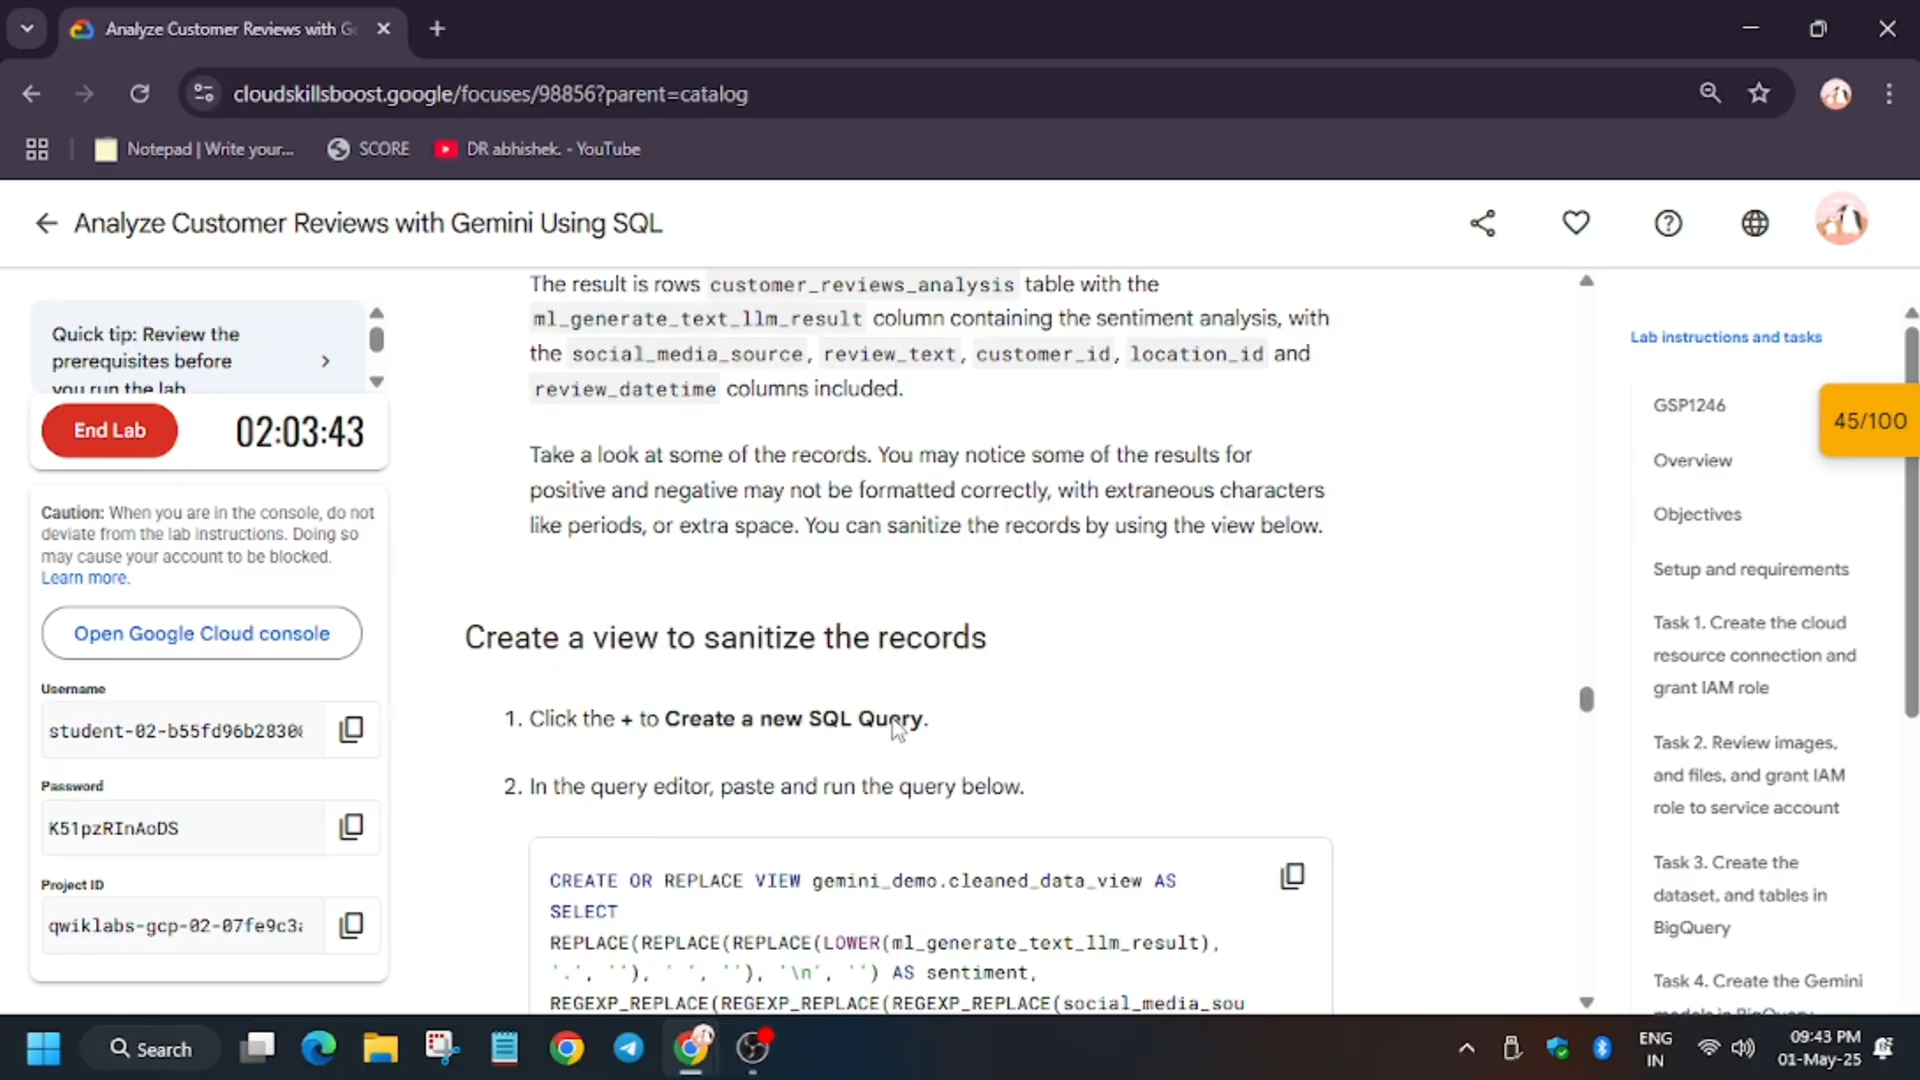 Analyze Customer Reviews with Ge
cloudskillsboost.google/focuses/98856?parent=catalog
Notepad | Write your...
SCORE
DR abhishek. - YouTube
Analyze Customer Reviews with Gemini Using SQL
Quick tip: Review the
prerequisites before
you run the lab
End Lab
02:03:43
Caution: When you are in the console, do not
deviate from the lab instructions. Doing so
may cause your account to be blocked.
Learn more.
Open Google Cloud console
Username
student-02-b55fd96b2830
Password
K51pzRInAoDS
Project ID
qwiklabs-gcp-02-07fe9c3
The result is rows customer_reviews_analysis table with the
ml_generate_text_llm_result column containing the sentiment analysis, with
the social_media_source, review_text, customer_id, location_id and
review_datetime columns included.
Take a look at some of the records. You may notice some of the results for
positive and negative may not be formatted correctly, with extraneous characters
like periods, or extra space. You can sanitize the records by using the view below.
Create a view to sanitize the records
1. Click the + to Create a new SQL Query.
2. In the query editor, paste and run the query below.
CREATE OR REPLACE VIEW gemini_demo.cleaned_data_view AS
SELECT
REPLACE(REPLACE(REPLACE(LOWER(ml_generate_text_llm_result),
'.', ''), ' ', ''), '\n', '') AS sentiment,
REGEXP_REPLACE(REGEXP_REPLACE(REGEXP_REPLACE(social_media_sou
Lab instructions and tasks
GSP1246
45/100
Overview
Objectives
Setup and requirements
Task 1. Create the cloud
resource connection and
grant IAM role
Task 2. Review images,
and files, and grant IAM
role to service account
Task 3. Create the
dataset, and tables in
BigQuery
Task 4. Create the Gemini
models in BigQuery
Search
ENG
IN
09:43 PM
01-May-25